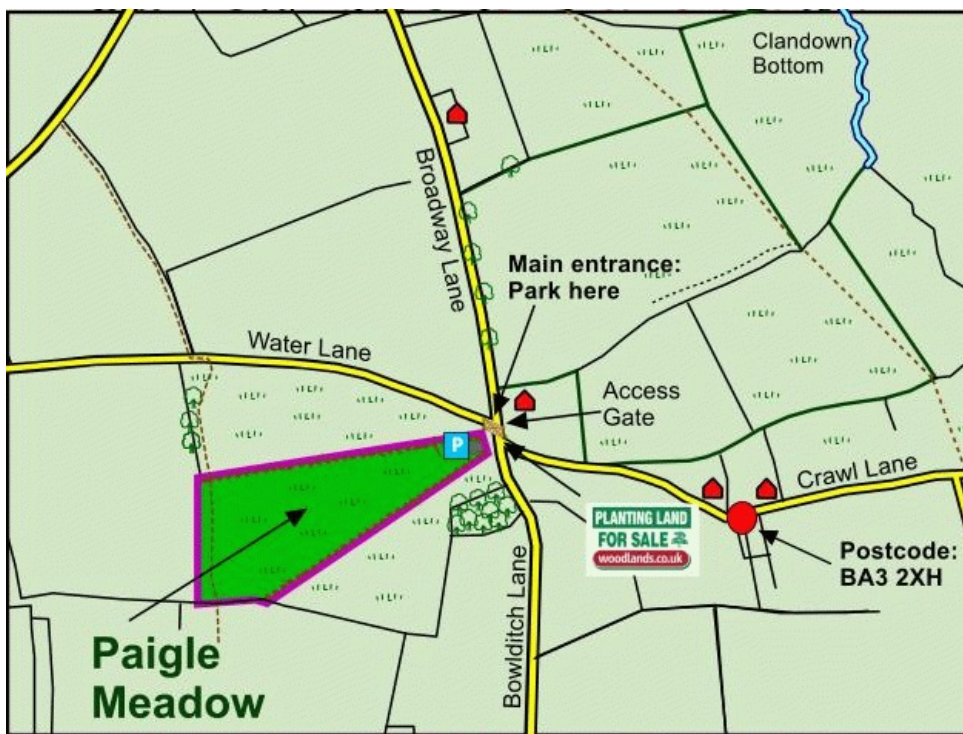 Clandown
Bottom
Broadway Lane
Main entrance:
Park here
Water Lane
Access
Gate
P
Crawl Lane
PLANTING LAND
FOR SALE
woodlands.co.uk
Postcode:
BA3 2XH
Bowlditch Lane
Paigle
Meadow